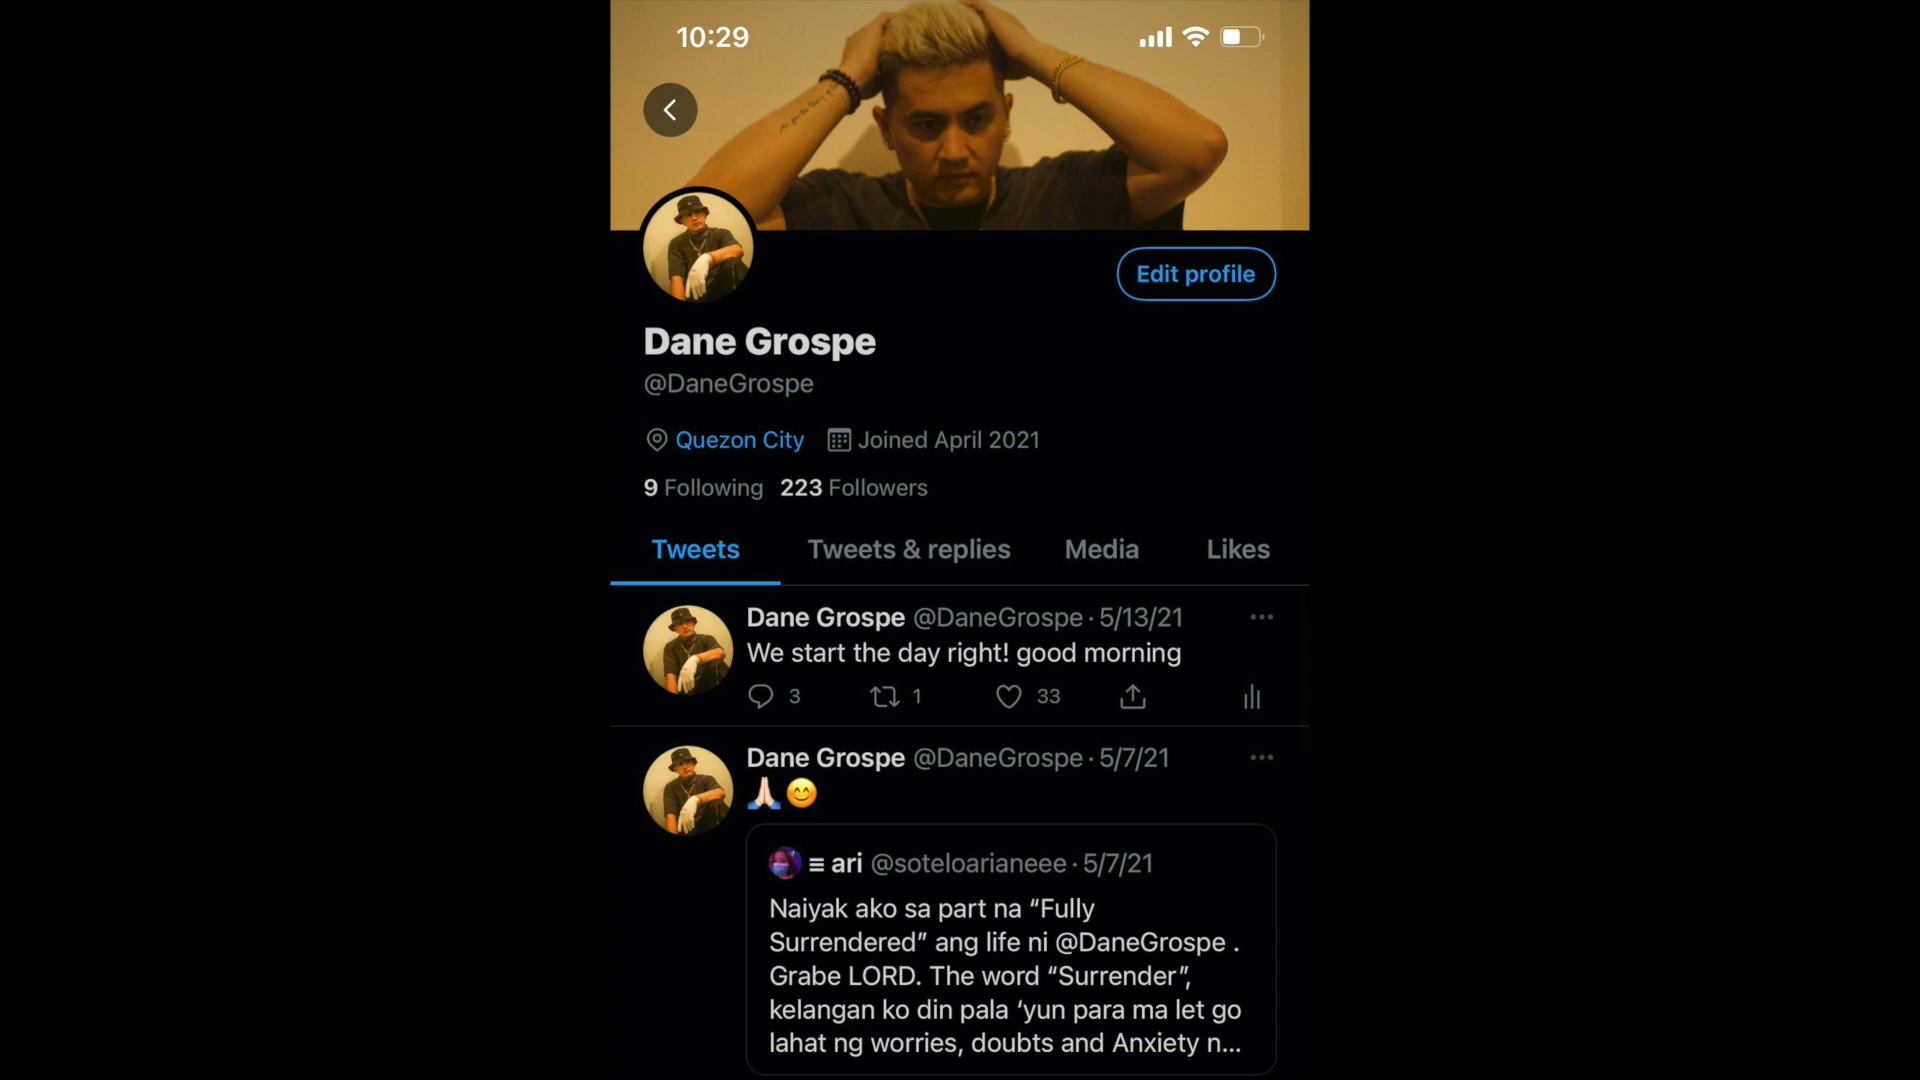 10:29
Edit profile
Dane Grospe
@DaneGrospe
Quezon City Joined April 2021
9 Following 223 Followers
Tweets Tweets & replies Media Likes
Dane Grospe @DaneGrospe · 5/13/21
We start the day right! good morning
3 1 33
Dane Grospe @DaneGrospe · 5/7/21
🙏🏻😊
≡ ari @soteloarianeee · 5/7/21
Naiyak ako sa part na “Fully
Surrendered” ang life ni @DaneGrospe .
Grabe LORD. The word “Surrender”,
kelangan ko din pala ‘yun para ma let go
lahat ng worries, doubts and Anxiety n...